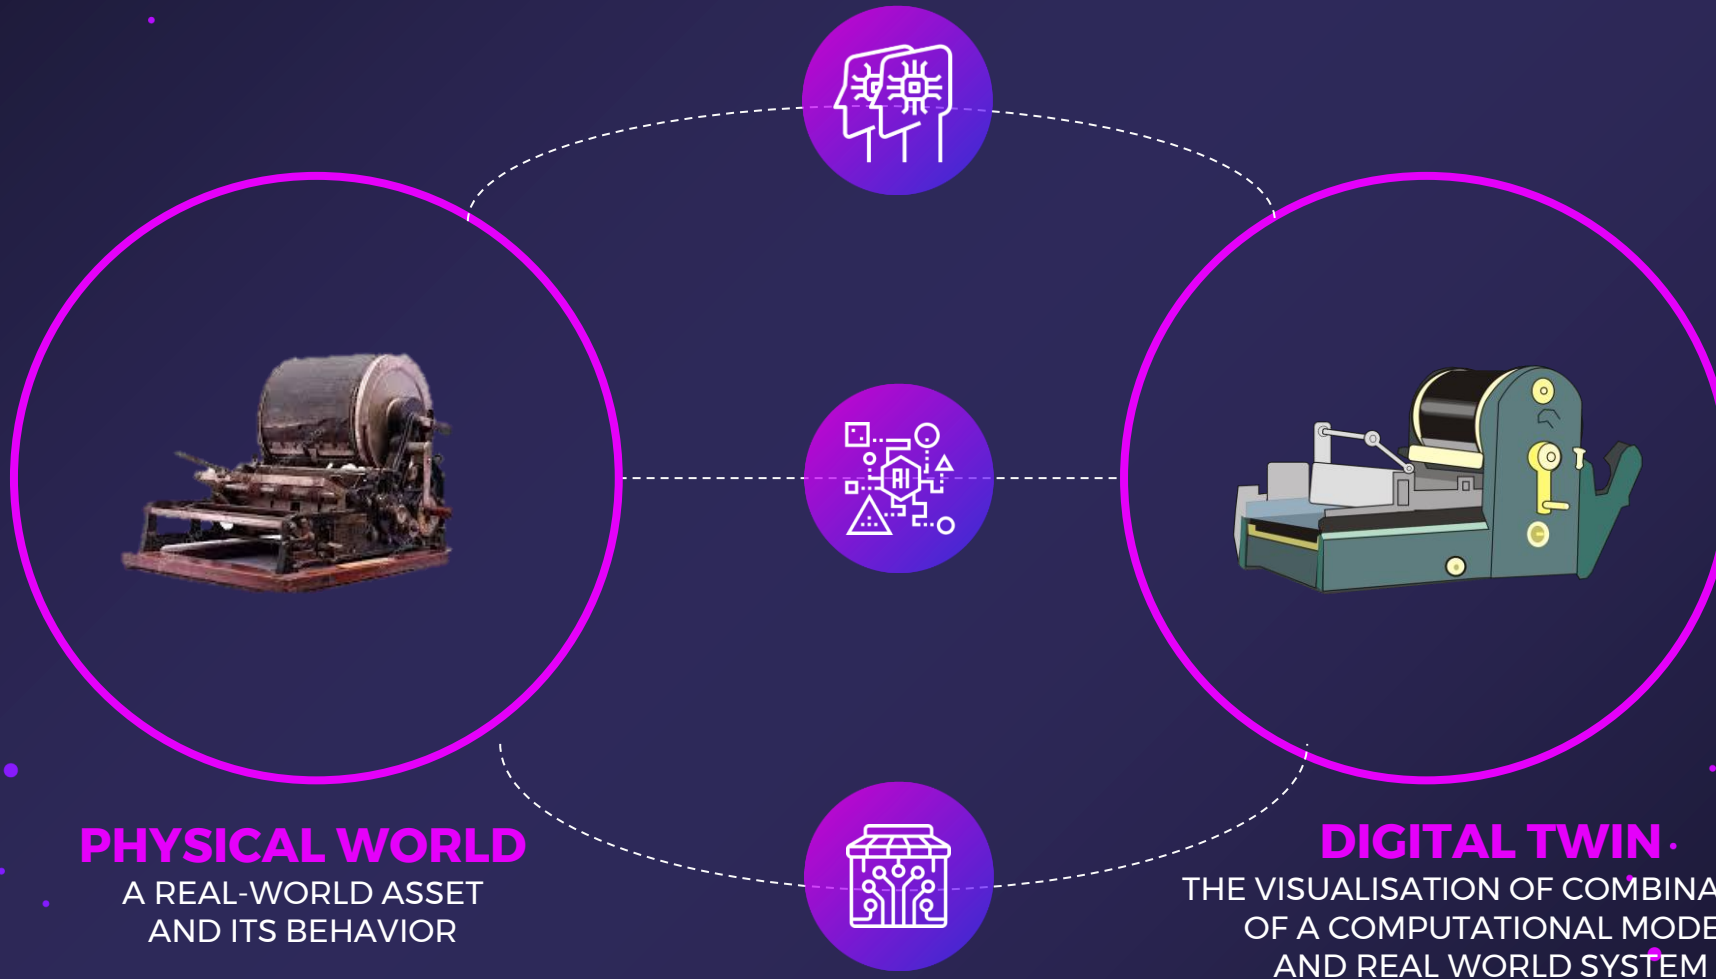 AI
PHYSICAL WORLD
A REAL-WORLD ASSET
AND ITS BEHAVIOR
DIGITAL TWIN
THE VISUALISATION OF
OF A COMPUTATIONAL
AND REAL WORLD SYSTEM